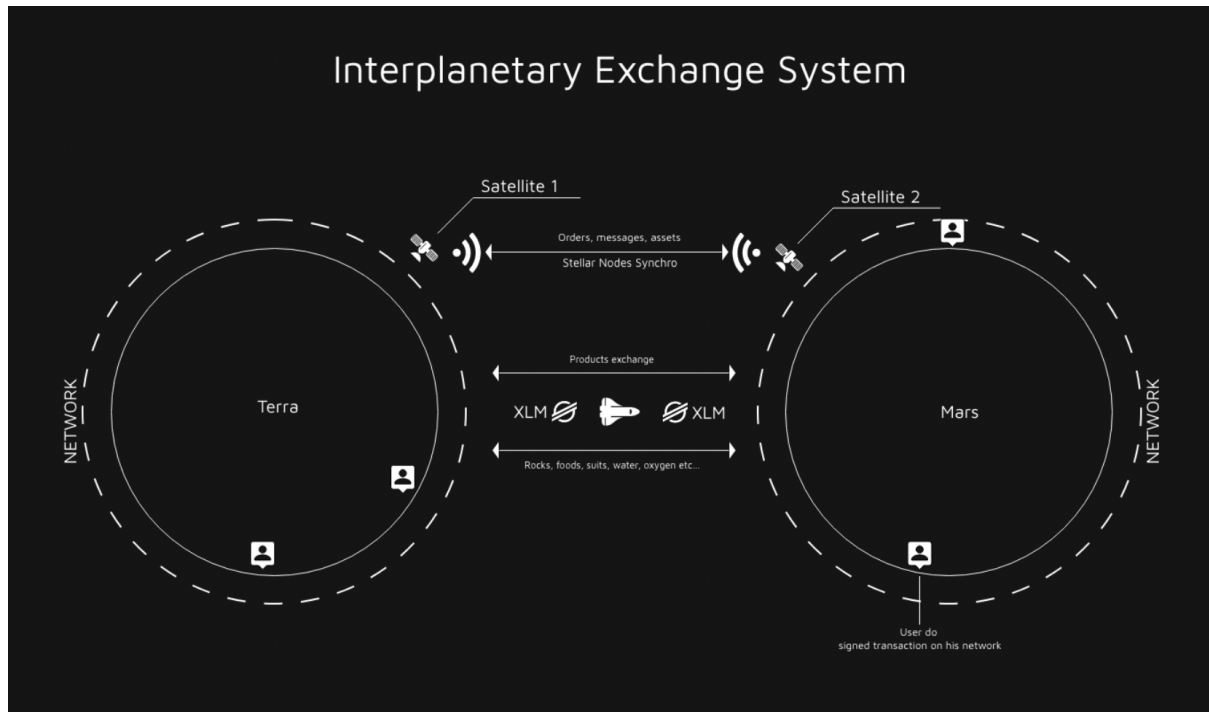 Interplanetary Exchange System
Satellite 1
Satellite 2
Orders, messages, assets
Stellar Nodes Synchro
Products exchange
NETWORK
Terra
XLM
XLM
Mars
NETWORK
Rocks, foods, suits, water, oxygen etc...
User do
signed transaction on his network